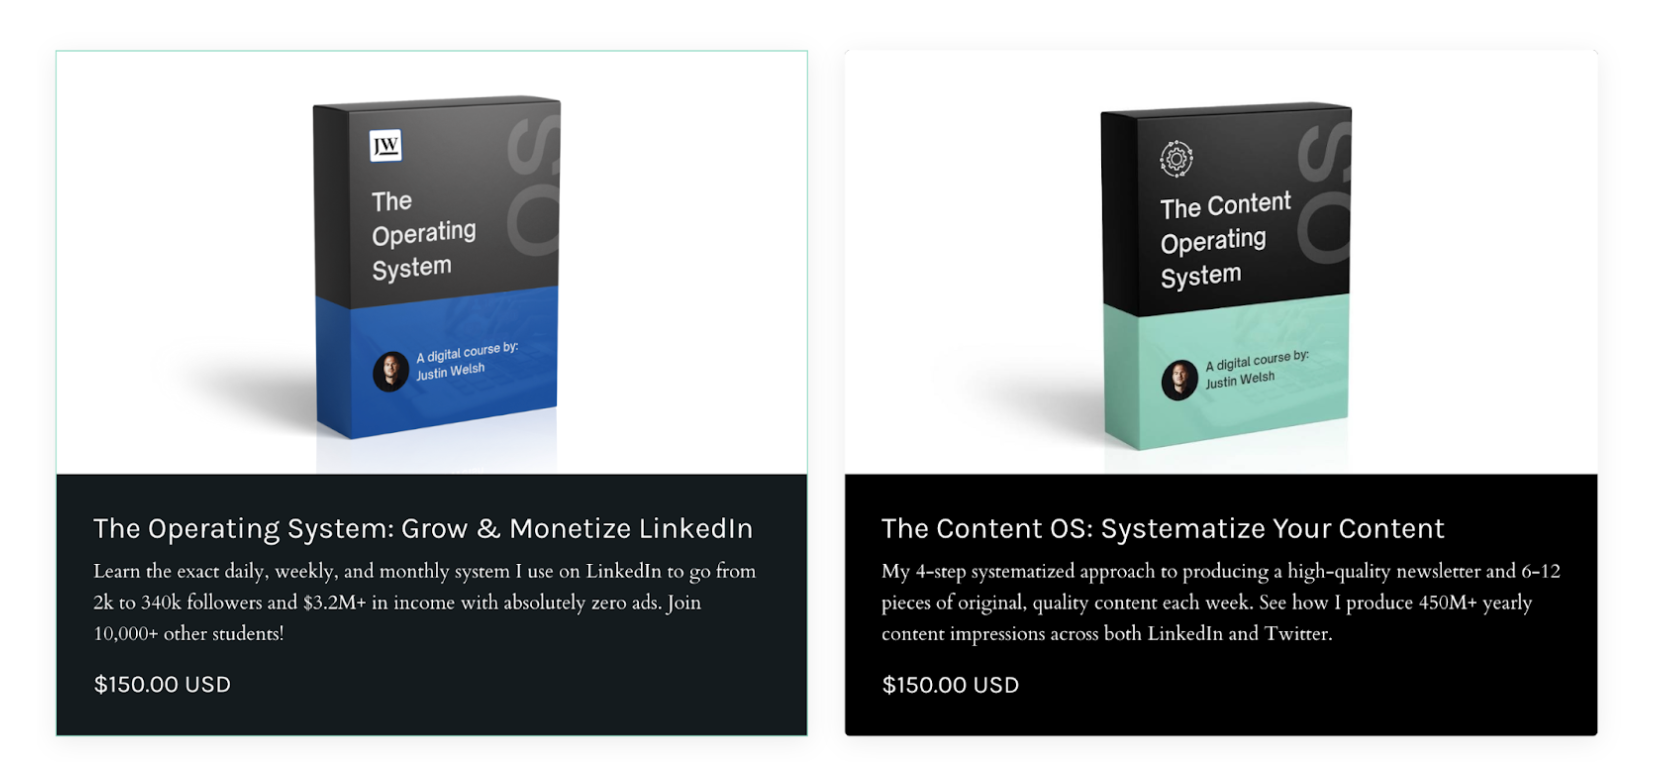 JW
OS
The
Operating
System
A digital course by:
Justin Welsh
The Operating System: Grow & Monetize LinkedIn
Learn the exact daily, weekly, and monthly system I use on LinkedIn to go from
2k to 340k followers and $3.2M+ in income with absolutely zero ads. Join
10,000+ other students!
$150.00 USD
OS
The Content
Operating
System
A digital course by:
Justin Welsh
The Content OS: Systematize Your Content
My 4-step systematized approach to producing a high-quality newsletter and 6-12
pieces of original, quality content each week. See how I produce 450M+ yearly
content impressions across both LinkedIn and Twitter.
$150.00 USD